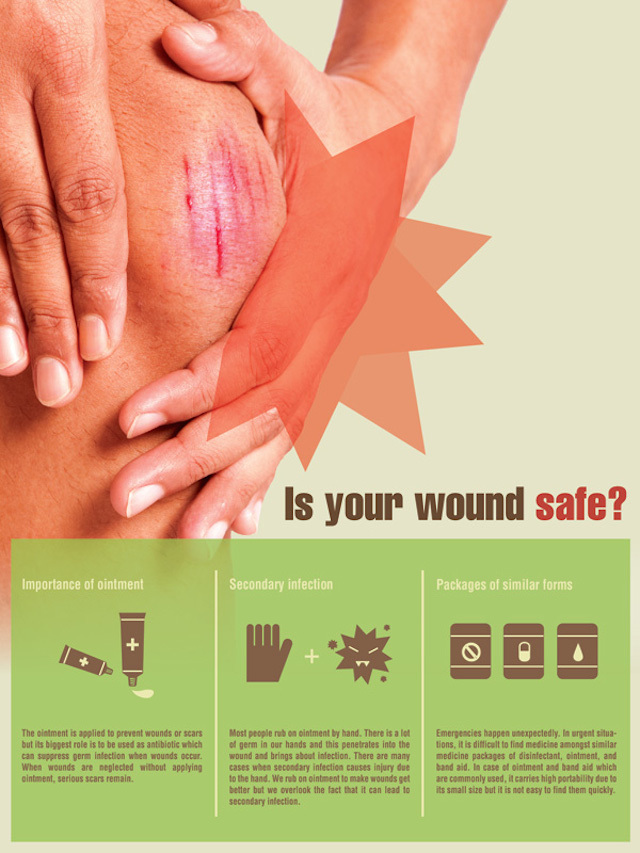 Is your wound safe?
Importance of ointment
The ointment is applied to prevent wounds or scars
but its biggest role is to be used as antibiotic which
can suppress germ infection when wounds occur.
When wounds are neglected without applying
ointment, serious scars remain.
Secondary infection
Most people rub on ointment by hand. There is a lot
of germ in our hands and this penetrates into the
wound and brings about infection. There are many
cases when secondary infection causes injury due
to the hand. We rub on ointment to make wounds get
better but we overlook the fact that it can lead to
secondary infection.
Packages of similar forms
Emergencies happen unexpectedly. In urgent situa-
tions, it is difficult to find medicine amongst similar
medicine packages of disinfectant, ointment, and
band aid. In case of ointment and band aid which
are commonly used, it carries high portability due to
its small size but it is not easy to find them quickly.